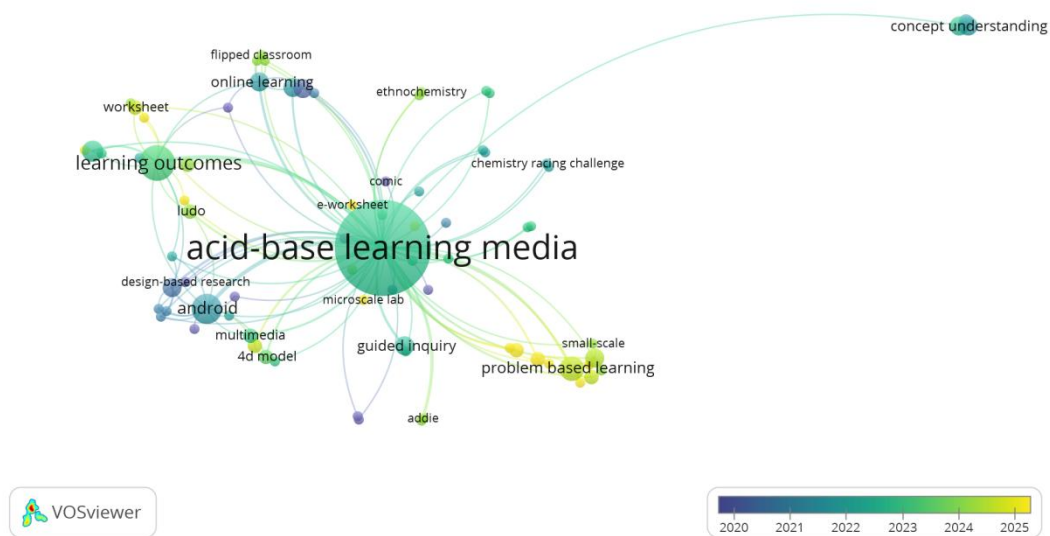 concept understanding
flipped classroom
online learning
ethnochemistry
worksheet
learning outcomes
chemistry racing challenge
comic
e-worksheet
ludo
acid-base learning media
design-based research
microscale lab
android
multimedia
guided inquiry
small-scale
4d model
problem based learning
addie
VOSviewer
2020 2021 2022 2023 2024 2025